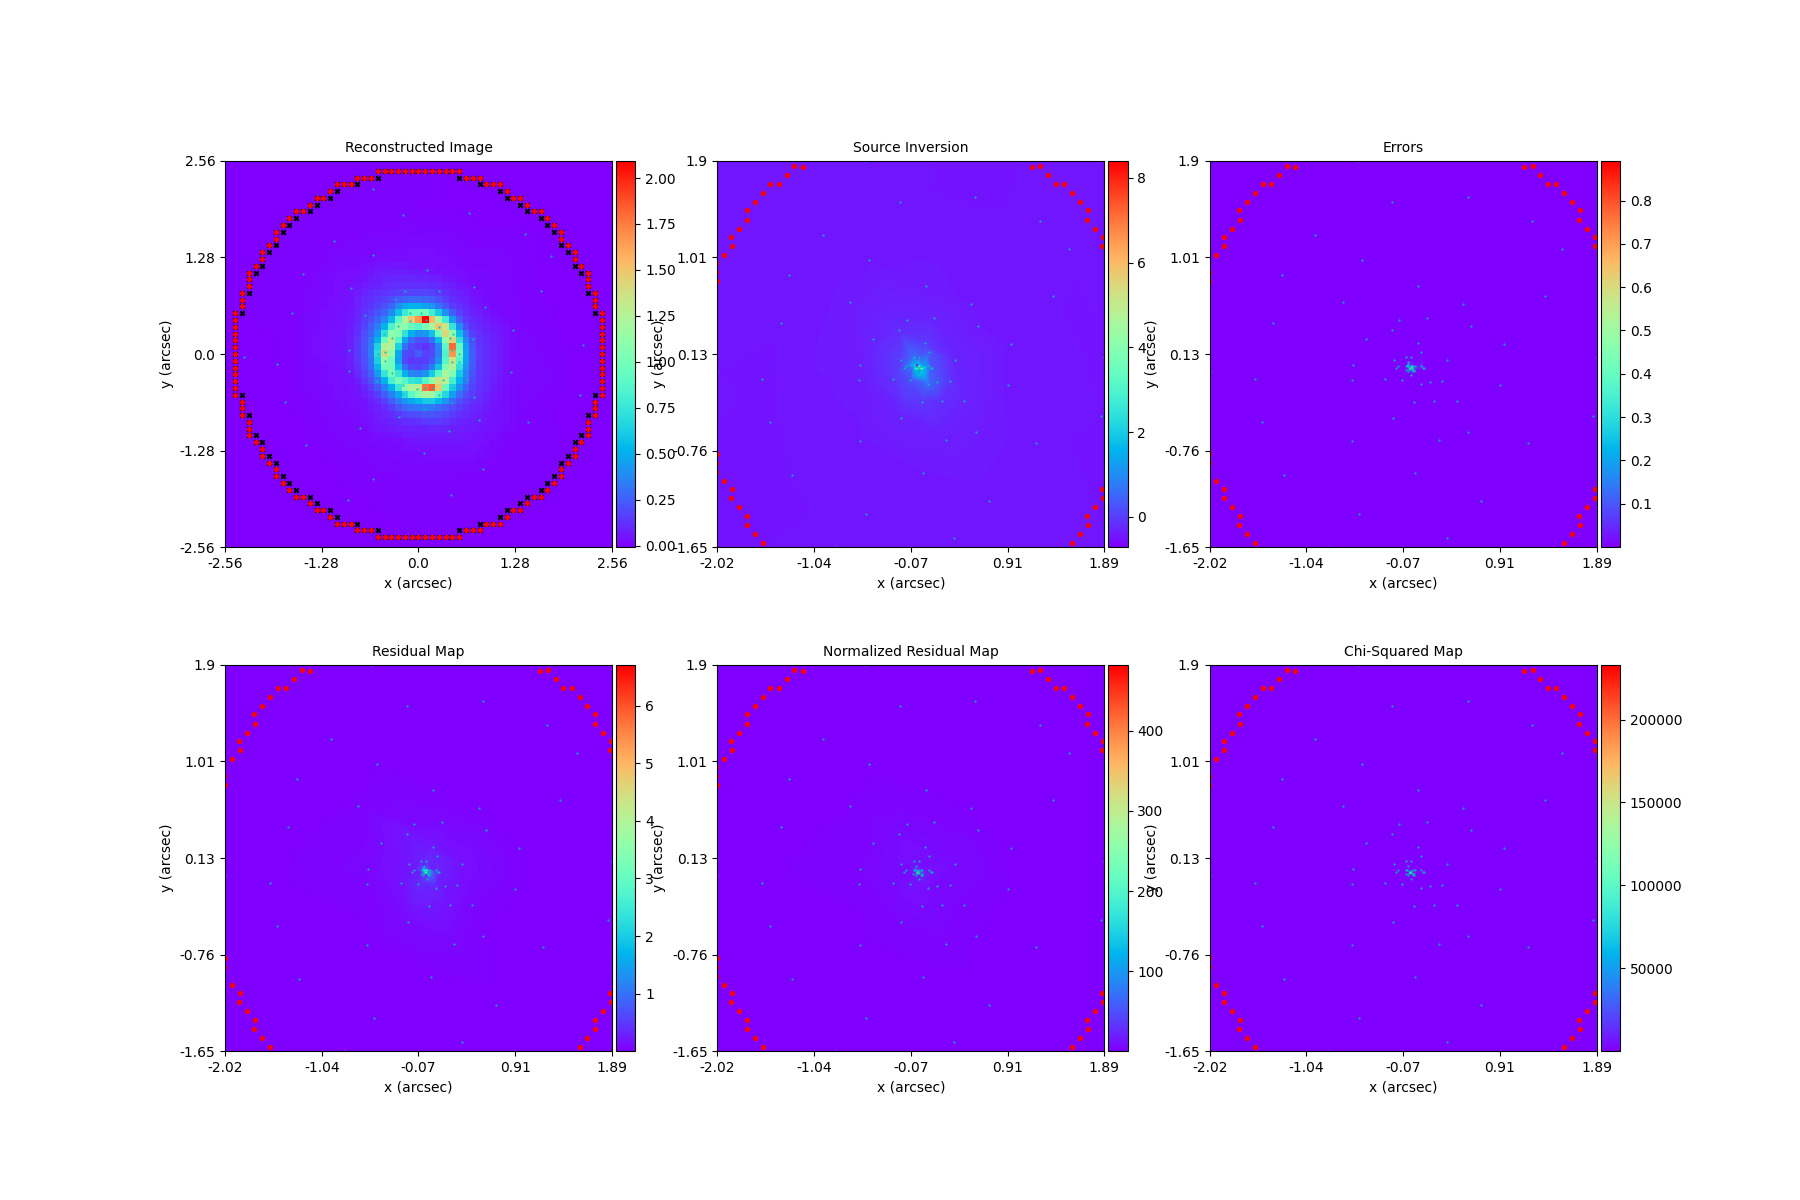 Reconstructed Image
2.56
1.28
0.0
-1.28
-2.56
y (arcsec)
-2.56 -1.28 0.0 1.28 2.56
x (arcsec)
2.00
1.75
1.50
1.25
1.00
0.75
0.50
0.25
0.00
Source Inversion
1.9
1.01
0.13
-0.76
-1.65
y (arcsec)
-2.02 -1.04 -0.07 0.91 1.89
x (arcsec)
8
6
4
2
0
Errors
1.9
1.01
0.13
-0.76
-1.65
y (arcsec)
-2.02 -1.04 -0.07 0.91 1.89
x (arcsec)
0.8
0.7
0.6
0.5
0.4
0.3
0.2
0.1
Residual Map
1.9
1.01
0.13
-0.76
-1.65
y (arcsec)
-2.02 -1.04 -0.07 0.91 1.89
x (arcsec)
6
5
4
3
2
1
Normalized Residual Map
1.9
1.01
0.13
-0.76
-1.65
y (arcsec)
-2.02 -1.04 -0.07 0.91 1.89
x (arcsec)
400
300
200
100
Chi-Squared Map
1.9
1.01
0.13
-0.76
-1.65
y (arcsec)
-2.02 -1.04 -0.07 0.91 1.89
x (arcsec)
200000
150000
100000
50000